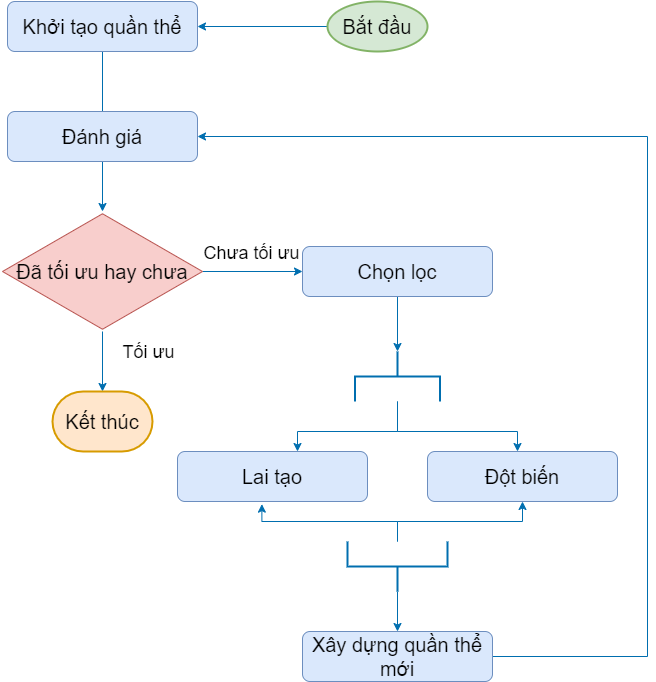 Khởi tạo quần thể
Bắt đầu
Đánh giá
Đã tối ưu hay chưa
Chưa tối ưu
Chọn lọc
Tối ưu
Kết thúc
Lai tạo
Đột biến
Xây dựng quần thể
mới